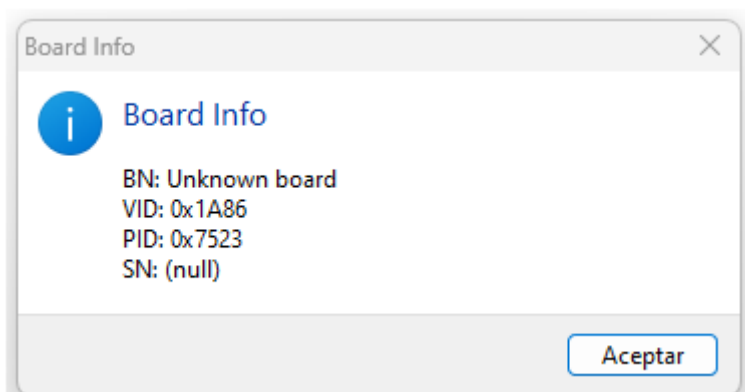 Board Info
Board Info
BN: Unknown board
VID: 0x1A86
PID: 0x7523
SN: (null)
Aceptar